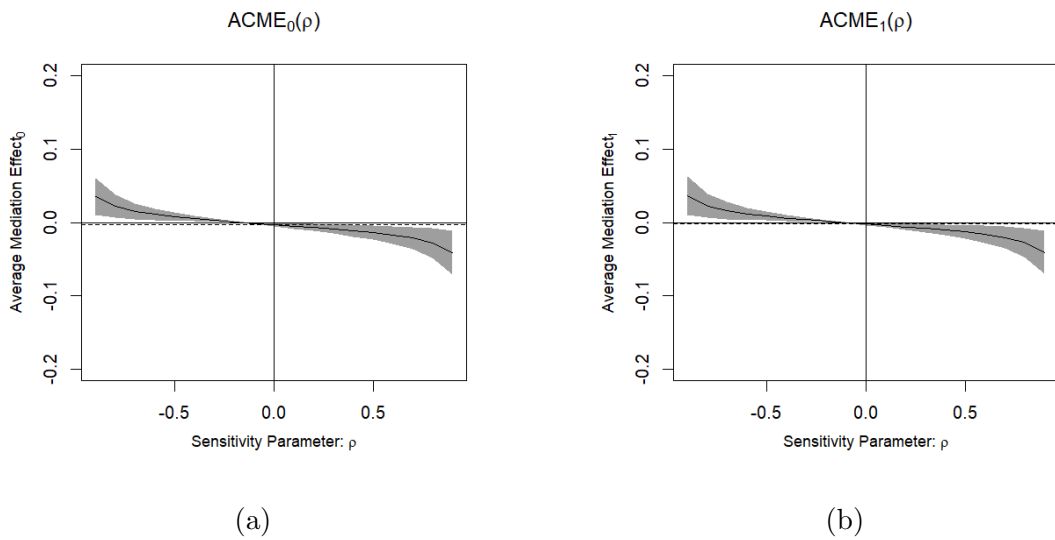 ACME₀(ρ)
Average Mediation Effect₀
0.2
0.1
0.0
-0.1
-0.2
-0.5 0.0 0.5
Sensitivity Parameter: ρ
(a)
ACME₁(ρ)
Average Mediation Effect₁
0.2
0.1
0.0
-0.1
-0.2
-0.5 0.0 0.5
Sensitivity Parameter: ρ
(b)